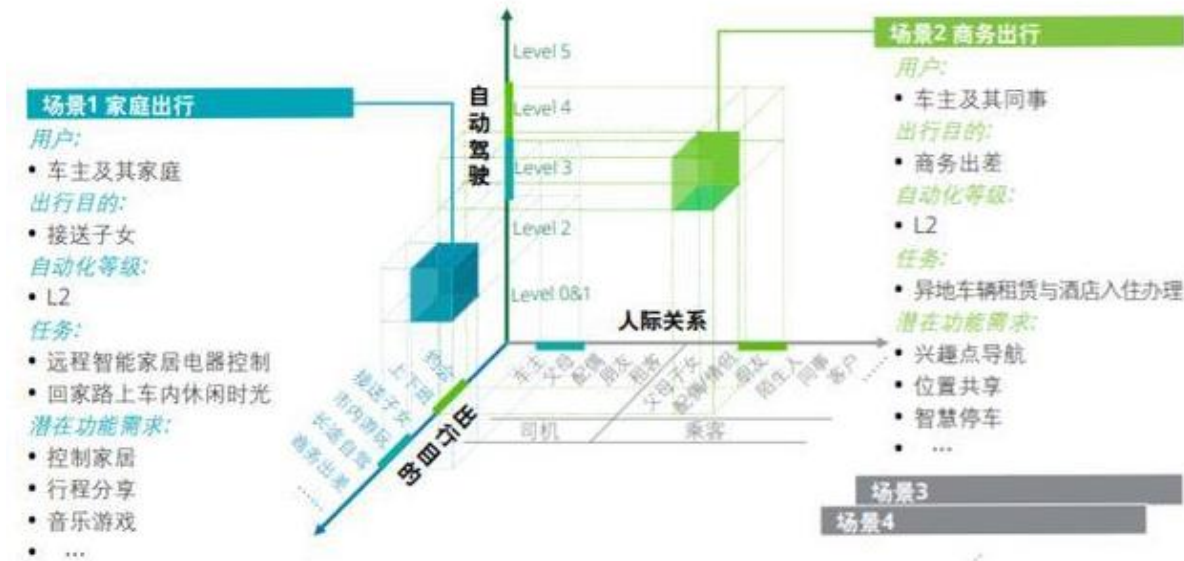 场景1 家庭出行
用户:
• 车主及其家庭
出行目的:
• 接送子女
自动化等级:
• L2
任务:
• 远程智能家居电器控制
• 回家路上车内休闲时光
潜在功能需求:
• 控制家居
• 行程分享
• 音乐游戏
• ...
自动驾驶
Level 5
Level 4
Level 3
Level 2
Level 0&1
人际关系
车主
父母
配偶
朋友
租客
父母子女
配偶/情侣
朋友
陌生人
同事
客户
......
司机
乘客
约会
上下班
接送子女
市内游玩
长途自驾
商务出差
......
出行目的
场景2 商务出行
用户:
• 车主及其同事
出行目的:
• 商务出差
自动化等级:
• L2
任务:
• 异地车辆租赁与酒店入住办理
潜在功能需求:
• 兴趣点导航
• 位置共享
• 智慧停车
• ...
场景3
场景4
...